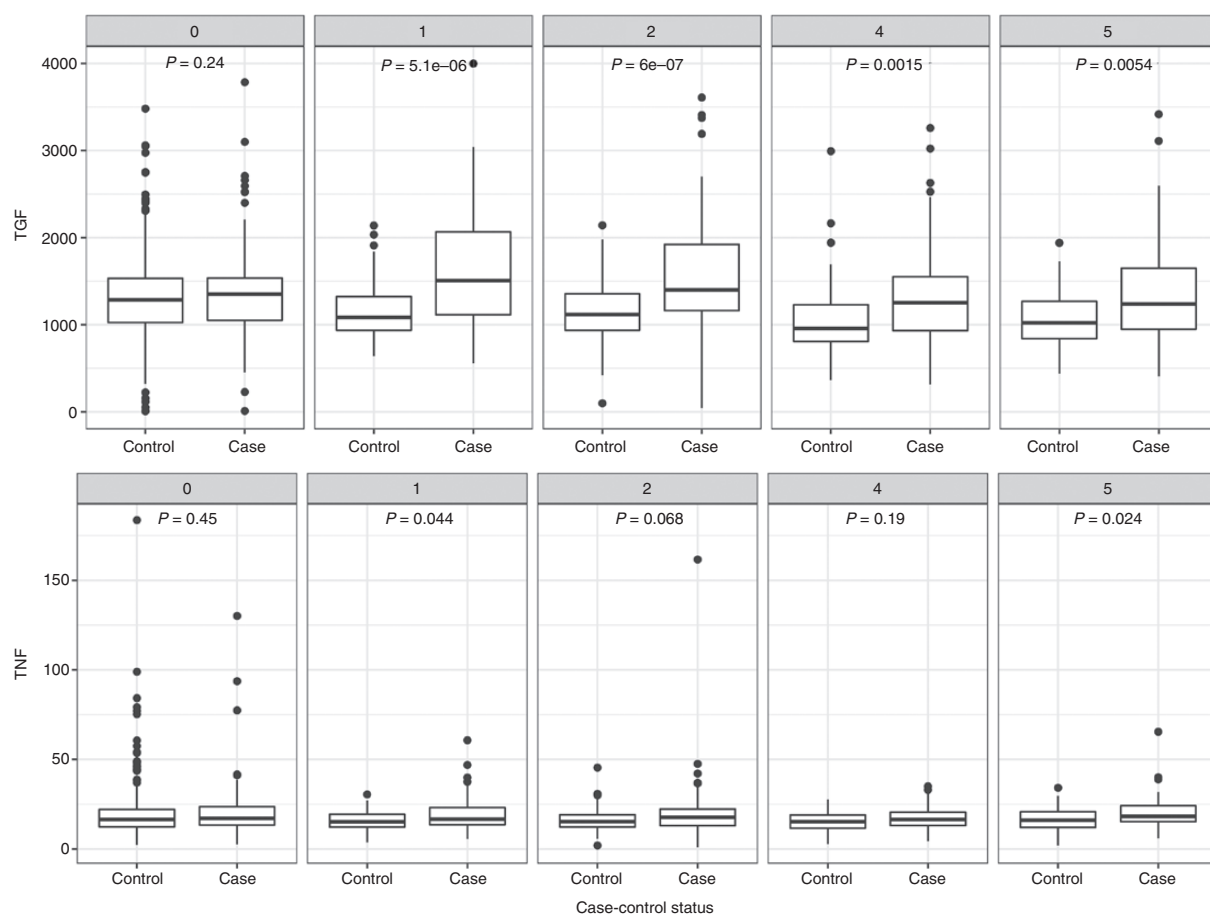 0 1 2 4 5
P = 0.24 P = 5.1e–06 P = 6e–07 P = 0.0015 P = 0.0054
4000
3000
2000
1000
0
TGF
Control Case Control Case Control Case Control Case Control Case
0 1 2 4 5
P = 0.45 P = 0.044 P = 0.068 P = 0.19 P = 0.024
150
100
50
0
TNF
Control Case Control Case Control Case Control Case Control Case
Case-control status